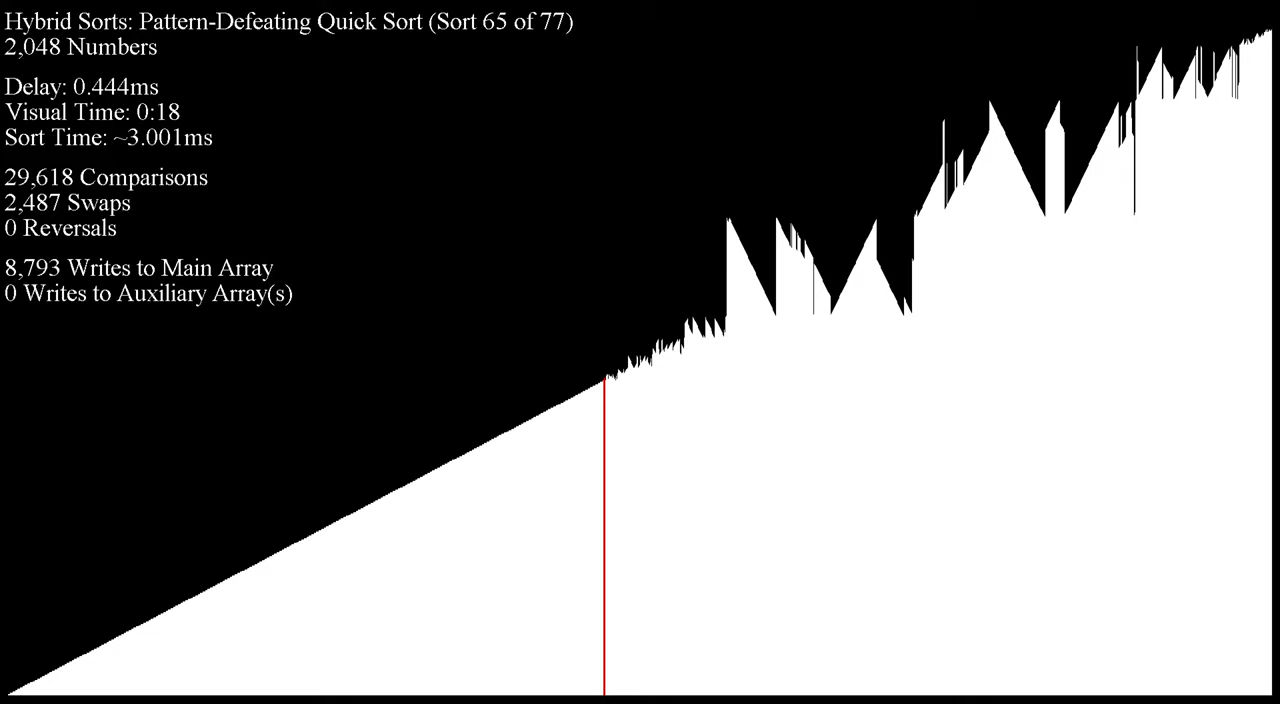 Hybrid Sorts: Pattern-Defeating Quick Sort (Sort 65 of 77)
2,048 Numbers
Delay: 0.444ms
Visual Time: 0:18
Sort Time: ~3.001ms
29,618 Comparisons
2,487 Swaps
0 Reversals
8,793 Writes to Main Array
0 Writes to Auxiliary Array(s)